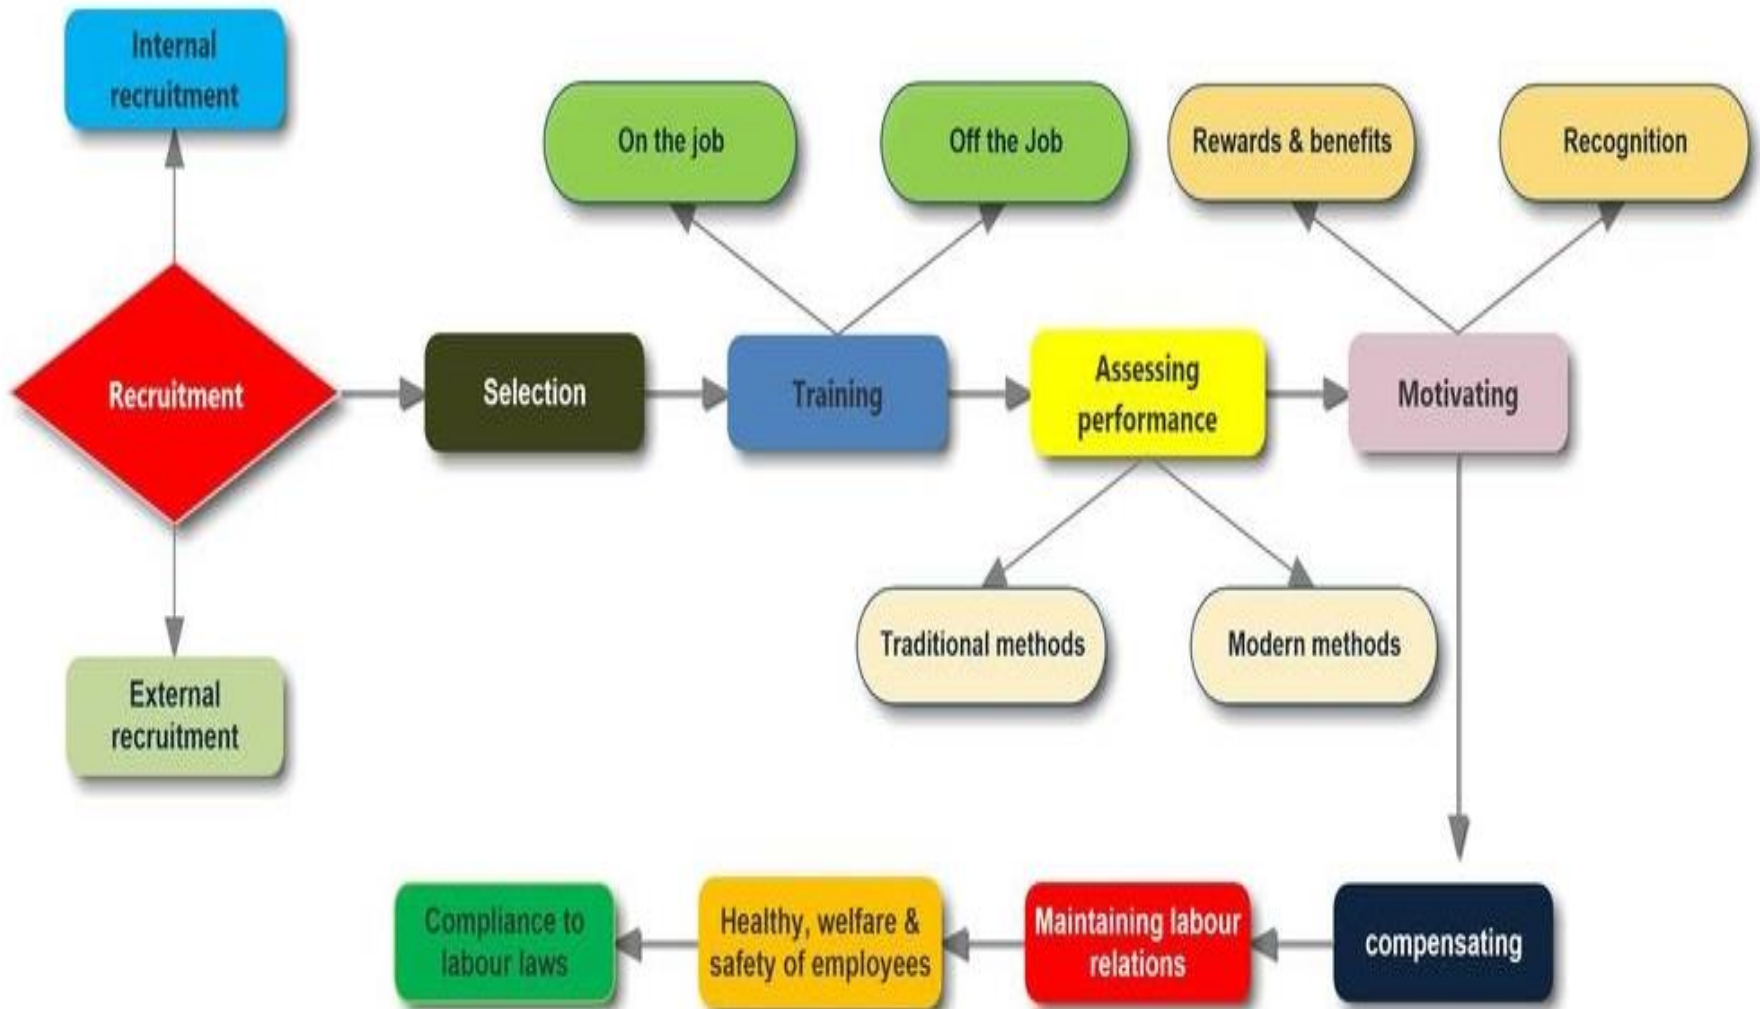 Internal
recruitment
On the job
Off the Job
Rewards & benefits
Recognition
Recruitment
Selection
Training
Assessing
performance
Motivating
Traditional methods
Modern methods
External
recruitment
Compliance to
labour laws
Healthy, welfare &
safety of employees
Maintaining labour
relations
compensating